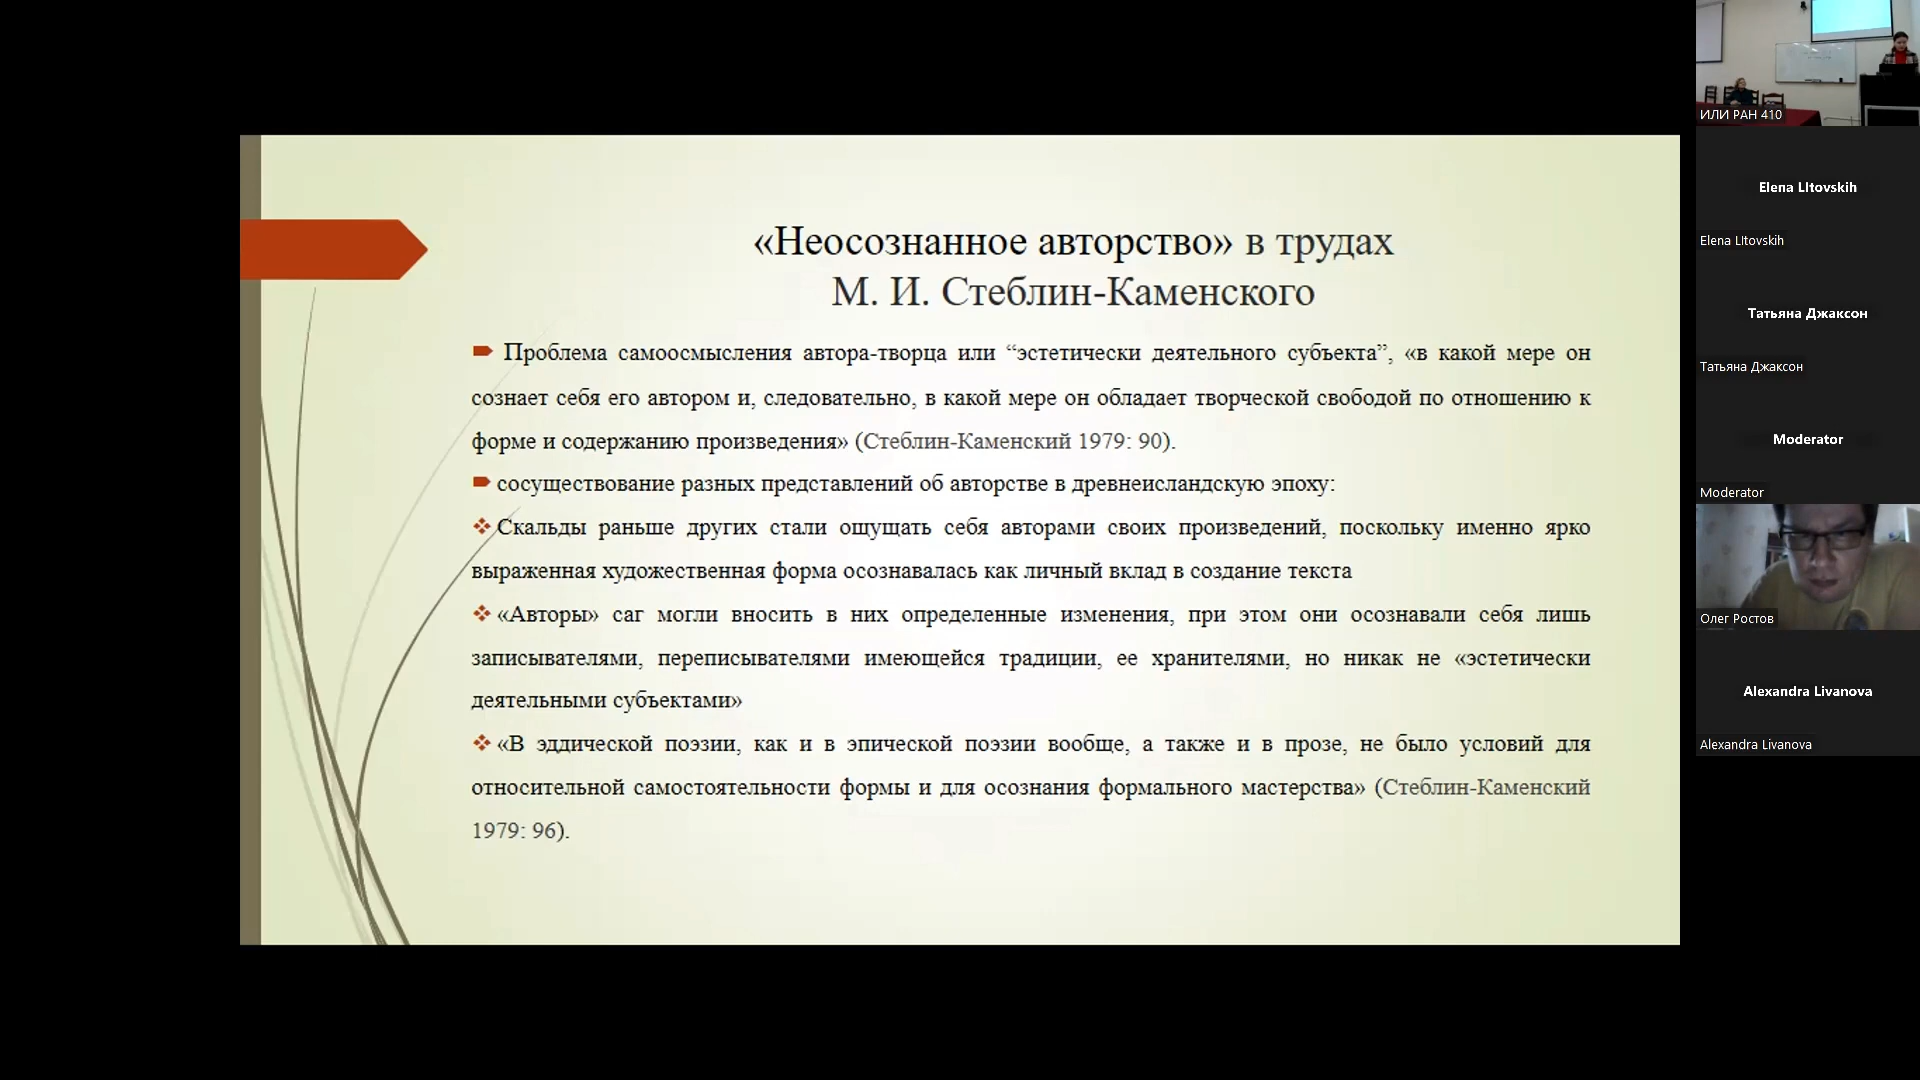 «Неосознанное авторство» в трудах
М. И. Стеблин-Каменского
Проблема самоосмысления автора-творца или “эстетически деятельного субъекта”, «в какой мере он
сознает себя его автором и, следовательно, в какой мере он обладает творческой свободой по отношению к
форме и содержанию произведения» (Стеблин-Каменский 1979: 90).
сосуществование разных представлений об авторстве в древнеисландскую эпоху:
Скальды раньше других стали ощущать себя авторами своих произведений, поскольку именно ярко
выраженная художественная форма осознавалась как личный вклад в создание текста
«Авторы» саг могли вносить в них определенные изменения, при этом они осознавали себя лишь
записывателями, переписывателями имеющейся традиции, ее хранителями, но никак не «эстетически
деятельными субъектами»
«В эддической поэзии, как и в эпической поэзии вообще, а также и в прозе, не было условий для
относительной самостоятельности формы и для осознания формального мастерства» (Стеблин-Каменский
1979: 96).
ИЛИ РАН 410
Elena LItovskih
Elena LItovskih
Татьяна Джаксон
Татьяна Джаксон
Moderator
Moderator
Олег Ростов
Alexandra Livanova
Alexandra Livanova